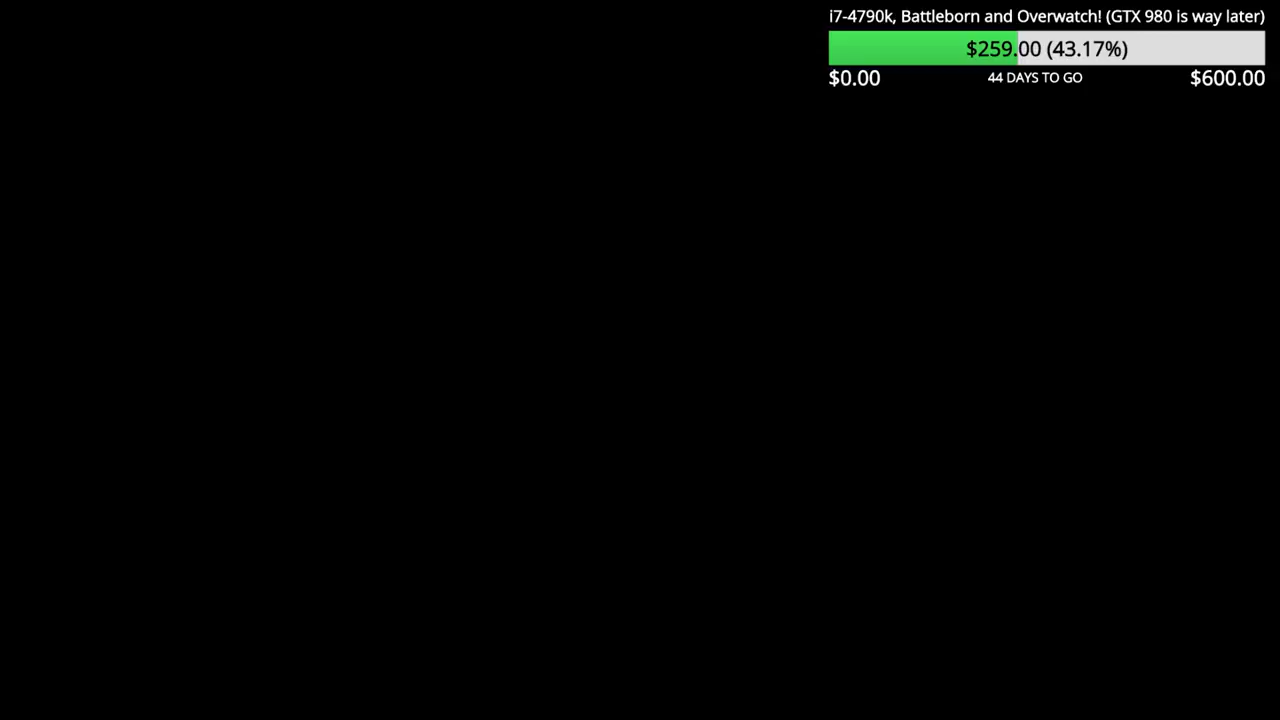 i7-4790k, Battleborn and Overwatch! (GTX 980 is way later)
$259.00 (43.17%)
$0.00 44 DAYS TO GO $600.00